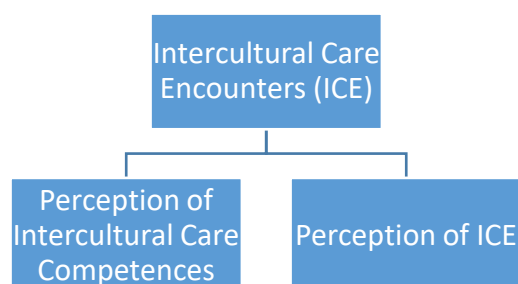 Intercultural Care
Encounters (ICE)
Perception of
Intercultural Care
Competences
Perception of ICE